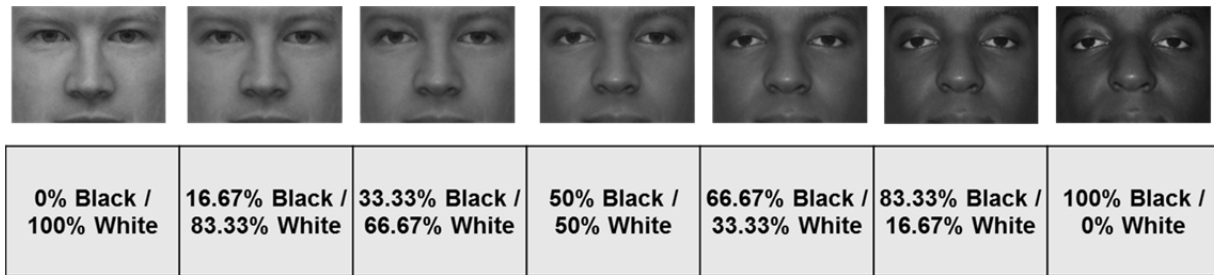 0% Black /
100% White
16.67% Black /
83.33% White
33.33% Black /
66.67% White
50% Black /
50% White
66.67% Black /
33.33% White
83.33% Black /
16.67% White
100% Black /
0% White